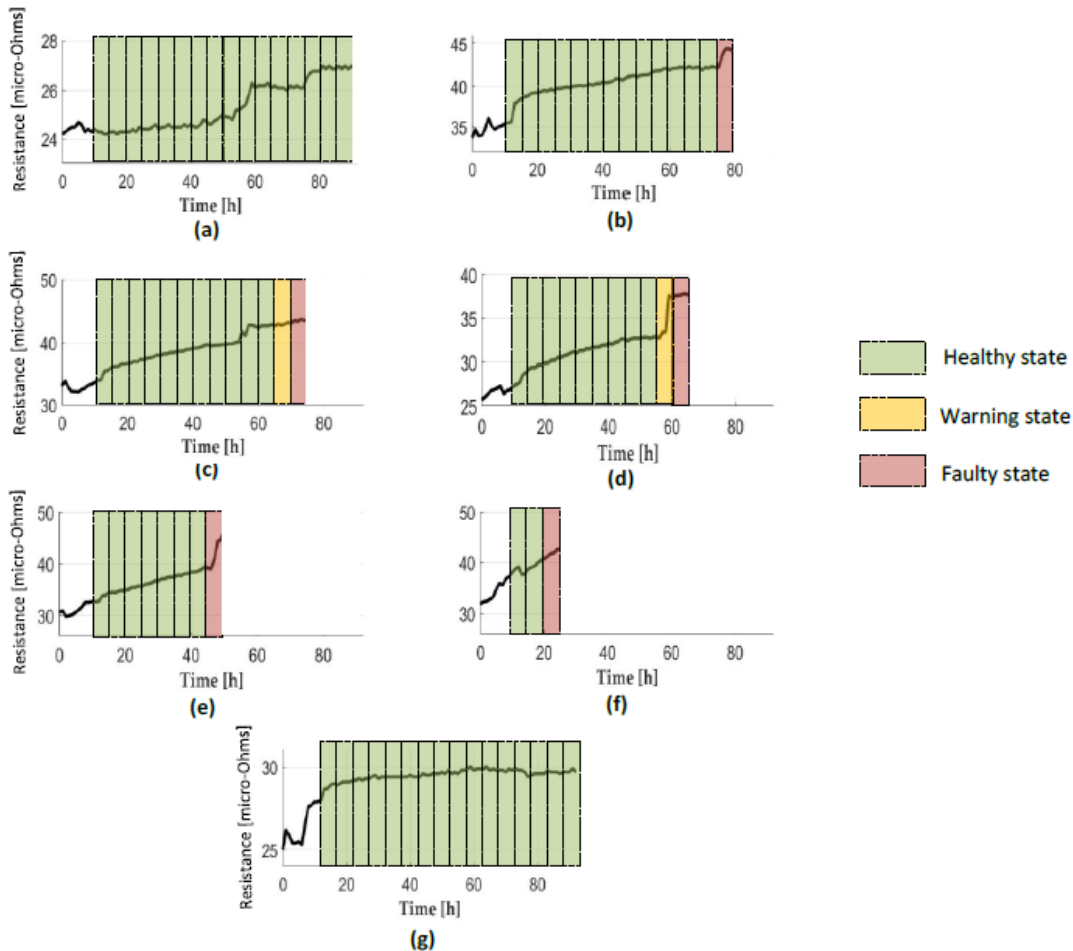 Resistance [micro-Ohms]
28
26
24
0 20 40 60 80
Time [h]
(a)
45
40
35
0 20 40 60 80
Time [h]
(b)
Resistance [micro-Ohms]
50
40
30
0 20 40 60 80
Time [h]
(c)
40
35
30
25
0 20 40 60 80
Time [h]
(d)
Healthy state
Warning state
Faulty state
Resistance [micro-Ohms]
50
40
30
0 20 40 60 80
Time [h]
(e)
50
40
30
0 20 40 60 80
Time [h]
(f)
Resistance [micro-Ohms]
30
25
0 20 40 60 80
Time [h]
(g)